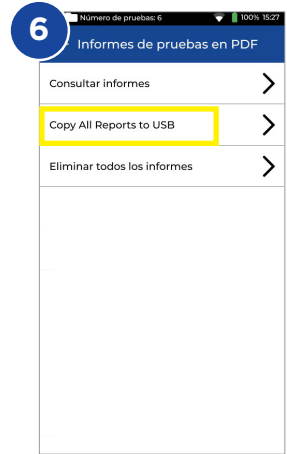 6
Número de pruebas: 6 100% 15:27
Informes de pruebas en PDF
Consultar informes
Copy All Reports to USB
Eliminar todos los informes